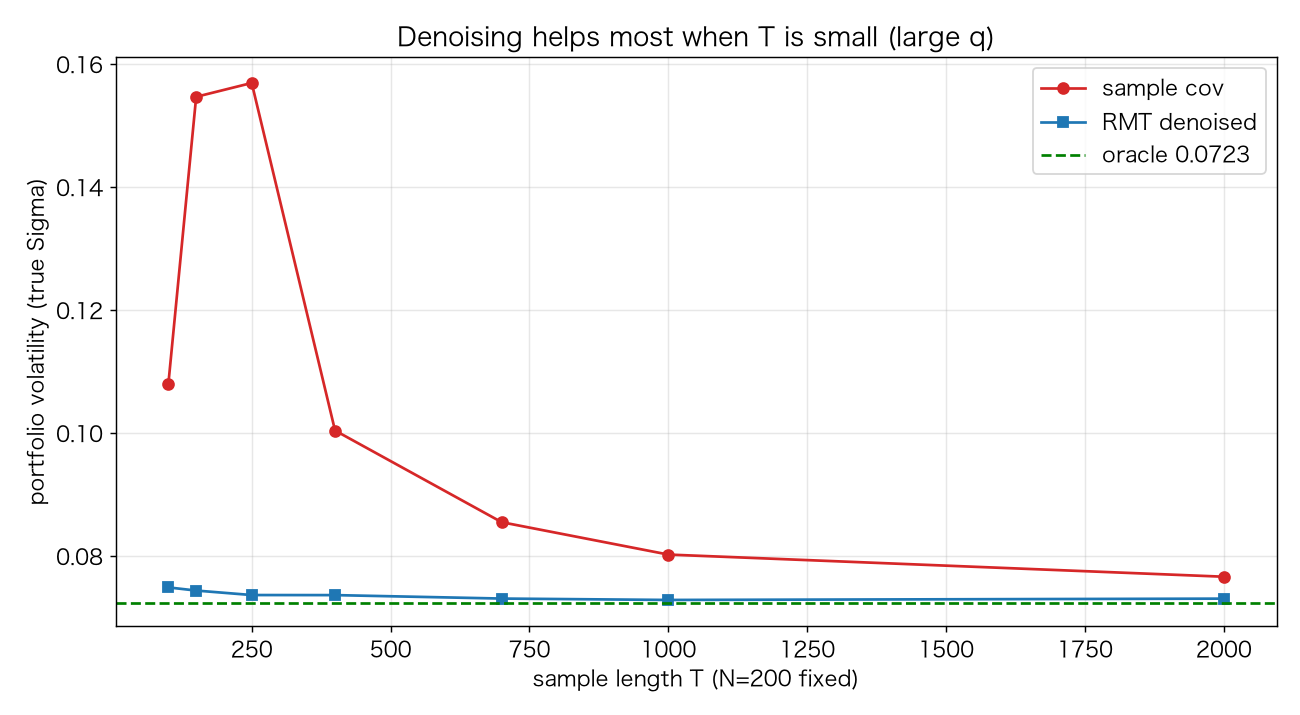 Denoising helps most when T is small (large q)
portfolio volatility (true Sigma)
0.16
0.14
0.12
0.10
0.08
sample cov
RMT denoised
oracle 0.0723
250 500 750 1000 1250 1500 1750 2000
sample length T (N=200 fixed)